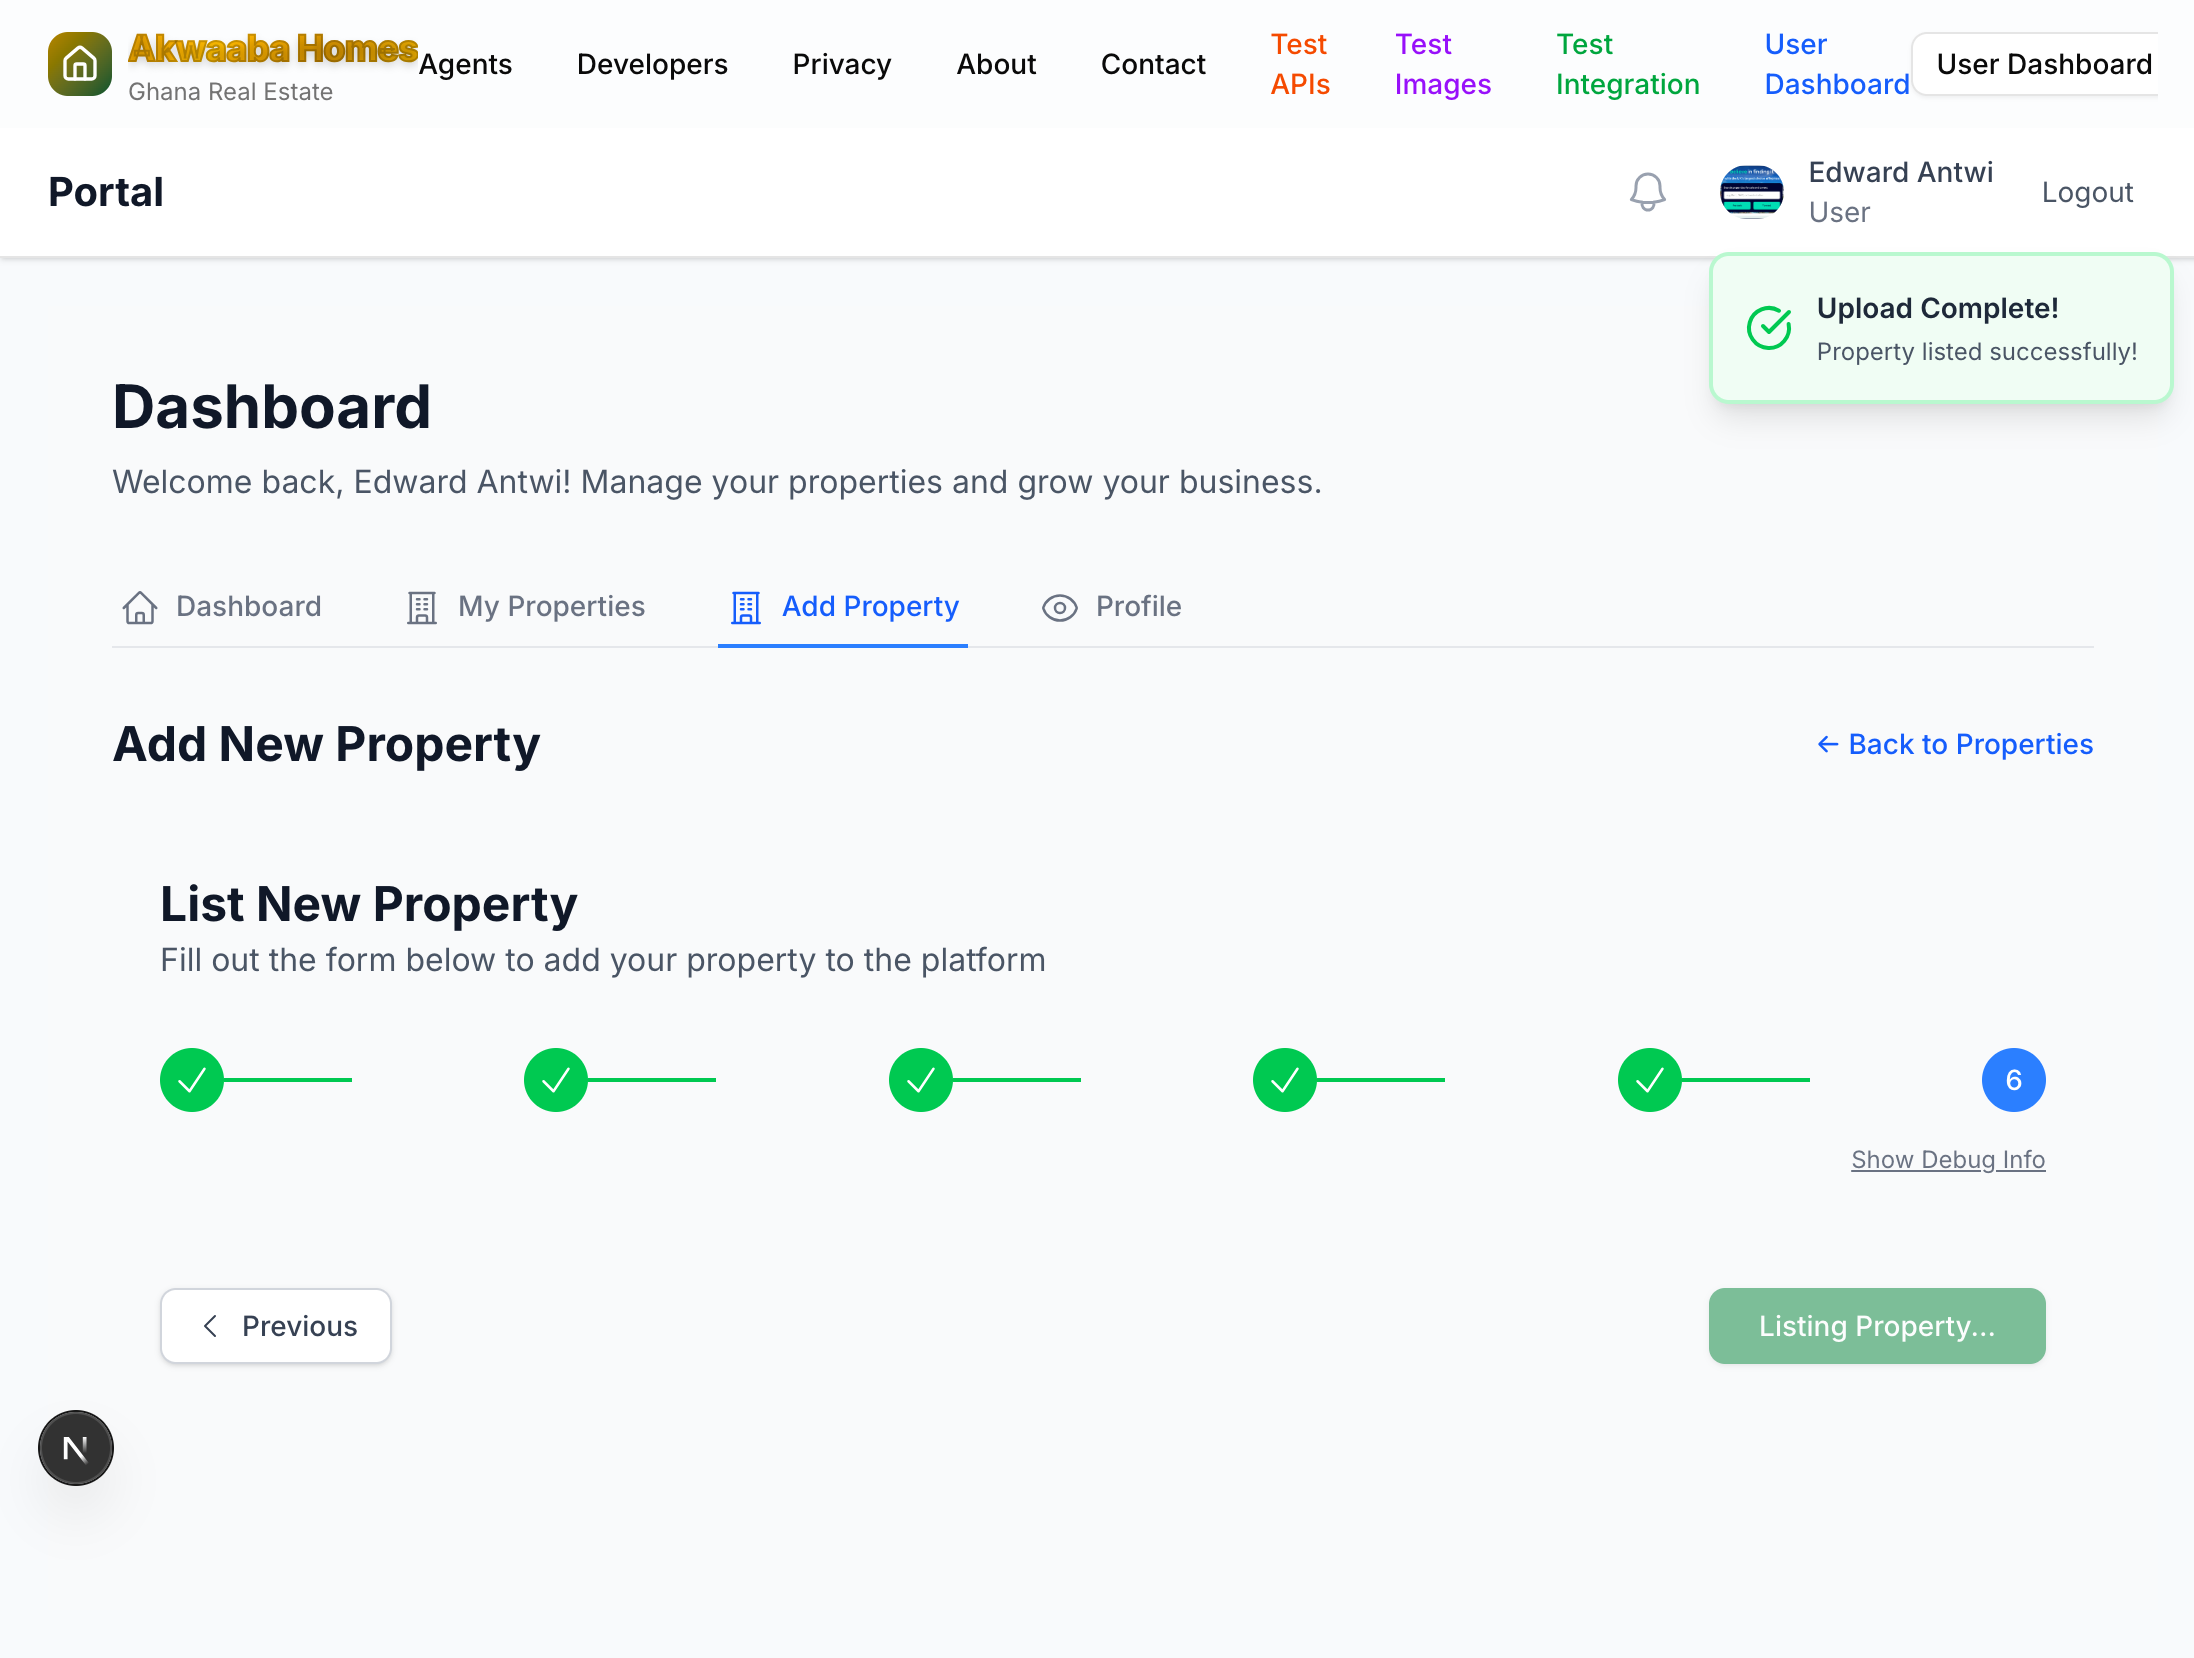 Akwaaba Homes
Ghana Real Estate
Agents
Developers
Privacy
About
Contact
Test
APIs
Test
Images
Test
Integration
User
Dashboard
User Dashboard
Portal
Edward Antwi
User
Logout
Upload Complete!
Property listed successfully!
Dashboard
Welcome back, Edward Antwi! Manage your properties and grow your business.
Dashboard
My Properties
Add Property
Profile
Add New Property
← Back to Properties
List New Property
Fill out the form below to add your property to the platform
6
Show Debug Info
Previous
Listing Property...
N